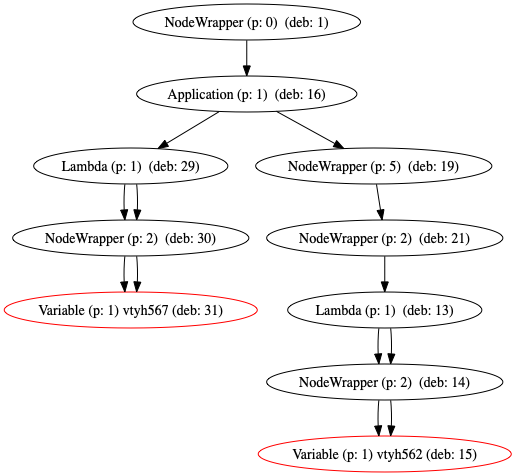 NodeWrapper (p: 0)  (deb: 1)
Application (p: 1)  (deb: 16)
Lambda (p: 1)  (deb: 29)
NodeWrapper (p: 5)  (deb: 19)
NodeWrapper (p: 2)  (deb: 30)
NodeWrapper (p: 2)  (deb: 21)
Variable (p: 1) vtyh567 (deb: 31)
Lambda (p: 1)  (deb: 13)
NodeWrapper (p: 2)  (deb: 14)
Variable (p: 1) vtyh562 (deb: 15)